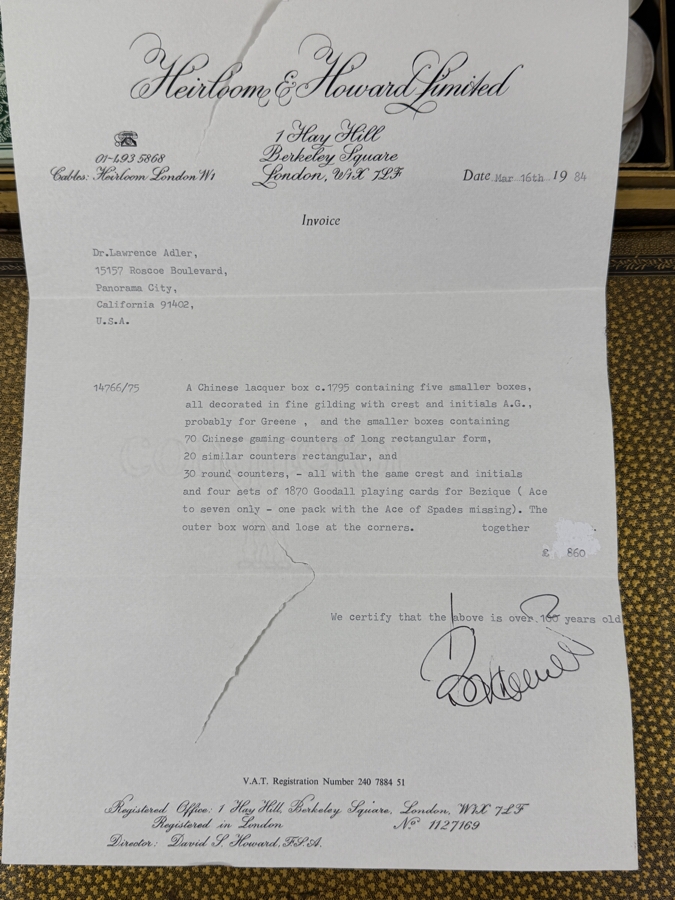 Heirloom & Howard Limited
01-493 5868
Cables: Heirloom London W1
1 Hay Hill
Berkeley Square
London, W1X 7LF
Date Mar 16th 19 84
Invoice
Dr.Lawrence Adler,
15157 Roscoe Boulevard,
Panorama City,
California 91402,
U.S.A.
14766/75
A Chinese lacquer box c.1795 containing five smaller boxes,
all decorated in fine gilding with crest and initials A.G.,
probably for Greene , and the smaller boxes containing
70 Chinese gaming counters of long rectangular form,
20 similar counters rectangular, and
30 round counters, - all with the same crest and initials
and four sets of 1870 Goodall playing cards for Bezique ( Ace
to seven only - one pack with the Ace of Spades missing). The
outer box worn and lose at the corners. together
£ 860
We certify that the above is over 100 years old
V.A.T. Registration Number 240 7884 51
Registered Office: 1 Hay Hill, Berkeley Square, London, W1X 7LF
Registered in London Nº 1127169
Director: David S. Howard, F.S.A.